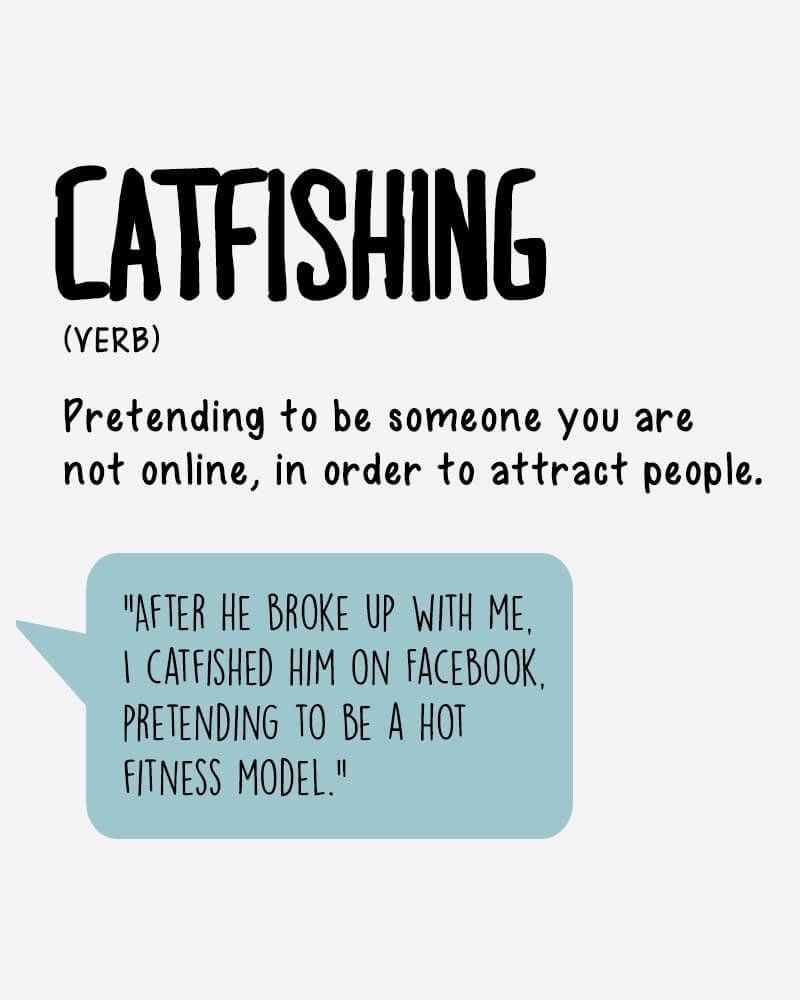 CATFISHING
(VERB)
Pretending to be someone you are
not online, in order to attract people.
"AFTER HE BROKE UP WITH ME,
I CATFISHED HIM ON FACEBOOK,
PRETENDING TO BE A HOT
FITNESS MODEL."